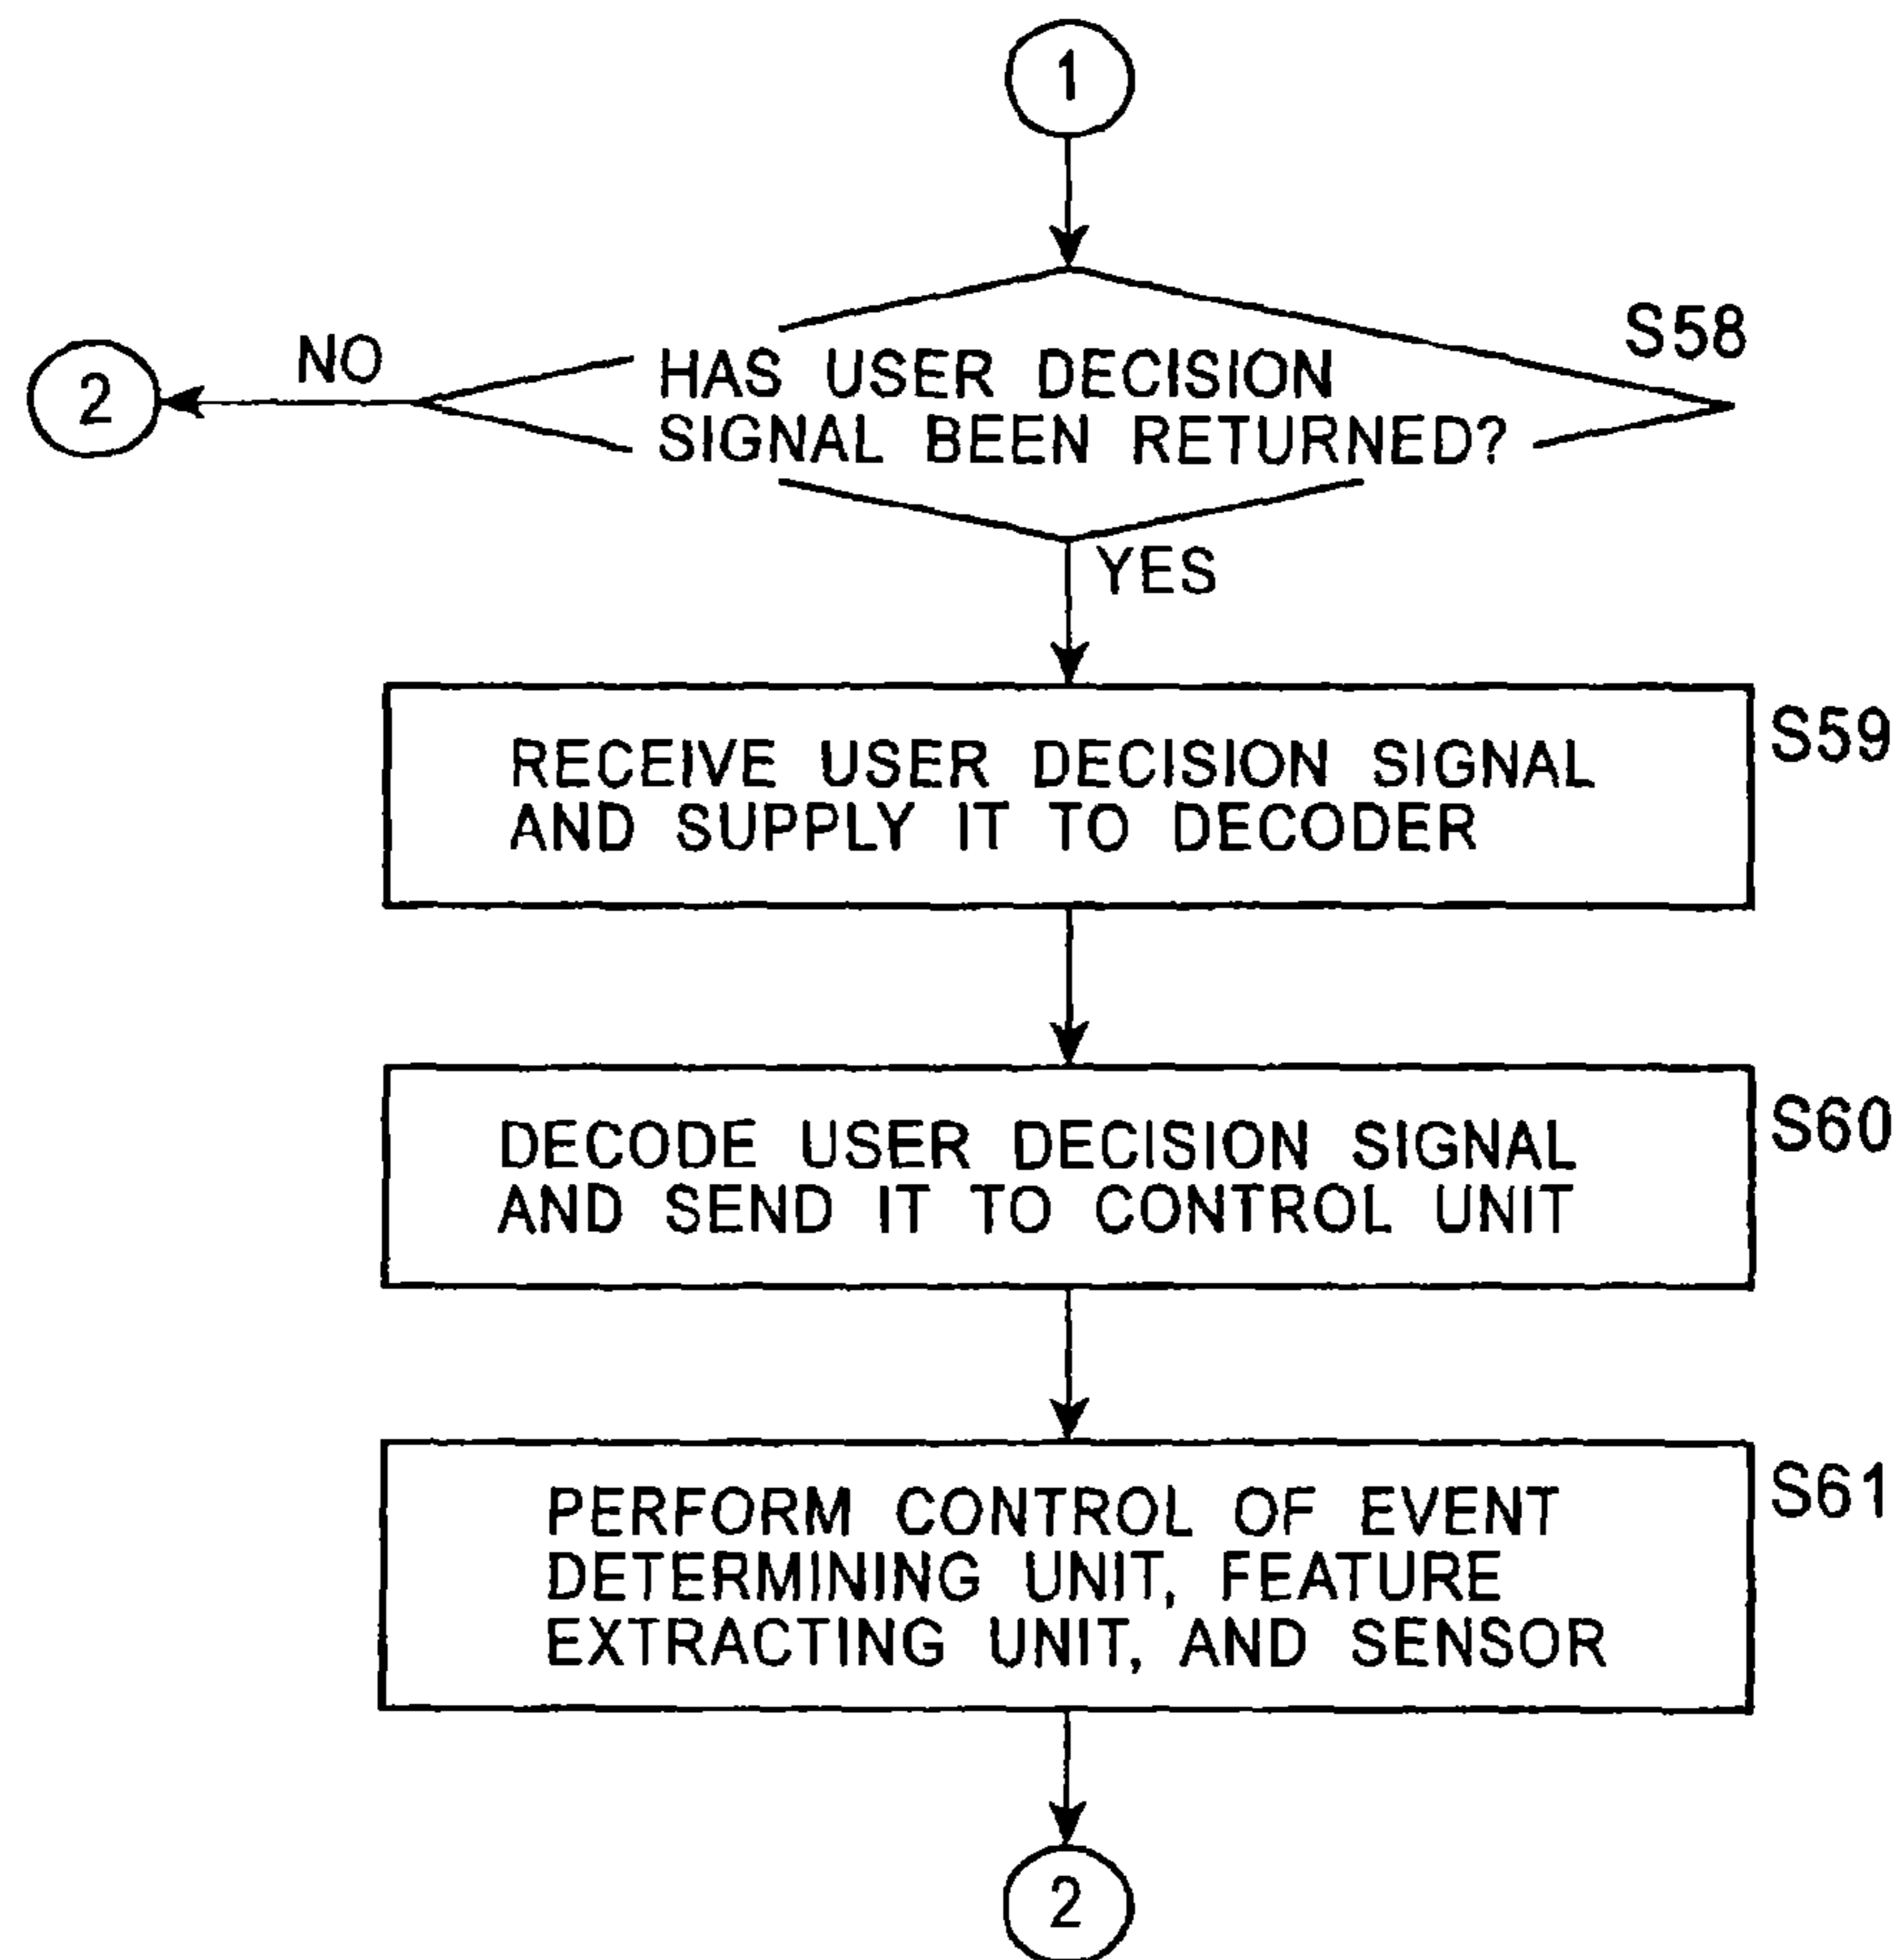 1
HAS USER DECISION
SIGNAL BEEN RETURNED?
S58
NO
2
YES
RECEIVE USER DECISION SIGNAL
AND SUPPLY IT TO DECODER
S59
DECODE USER DECISION SIGNAL
AND SEND IT TO CONTROL UNIT
S60
PERFORM CONTROL OF EVENT
DETERMINING UNIT, FEATURE
EXTRACTING UNIT, AND SENSOR
S61
2